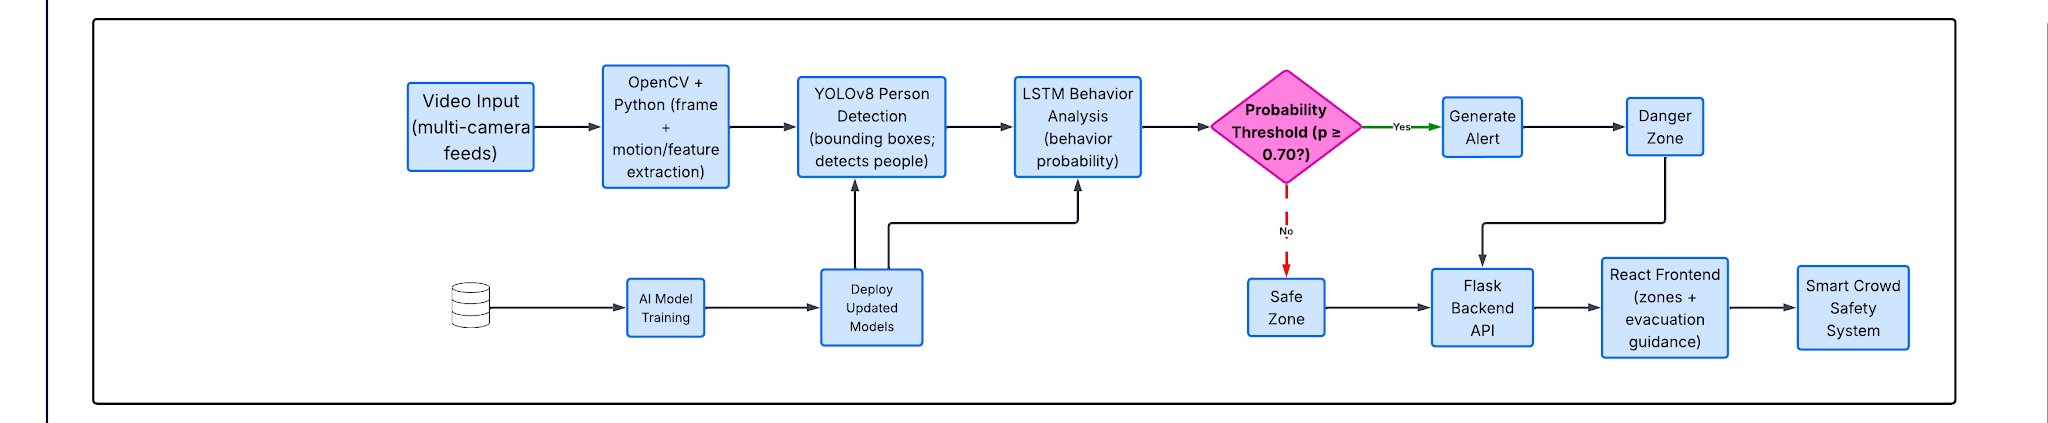 Video Input
(multi-camera
feeds)
OpenCV +
Python (frame
+
motion/feature
extraction)
YOLOv8 Person
Detection
(bounding boxes;
detects people)
LSTM Behavior
Analysis
(behavior
probability)
Probability
Threshold (p ≥
0.70?)
Yes
Generate
Alert
Danger
Zone
No
AI Model
Training
Deploy
Updated
Models
Safe
Zone
Flask
Backend
API
React Frontend
(zones +
evacuation
guidance)
Smart Crowd
Safety
System